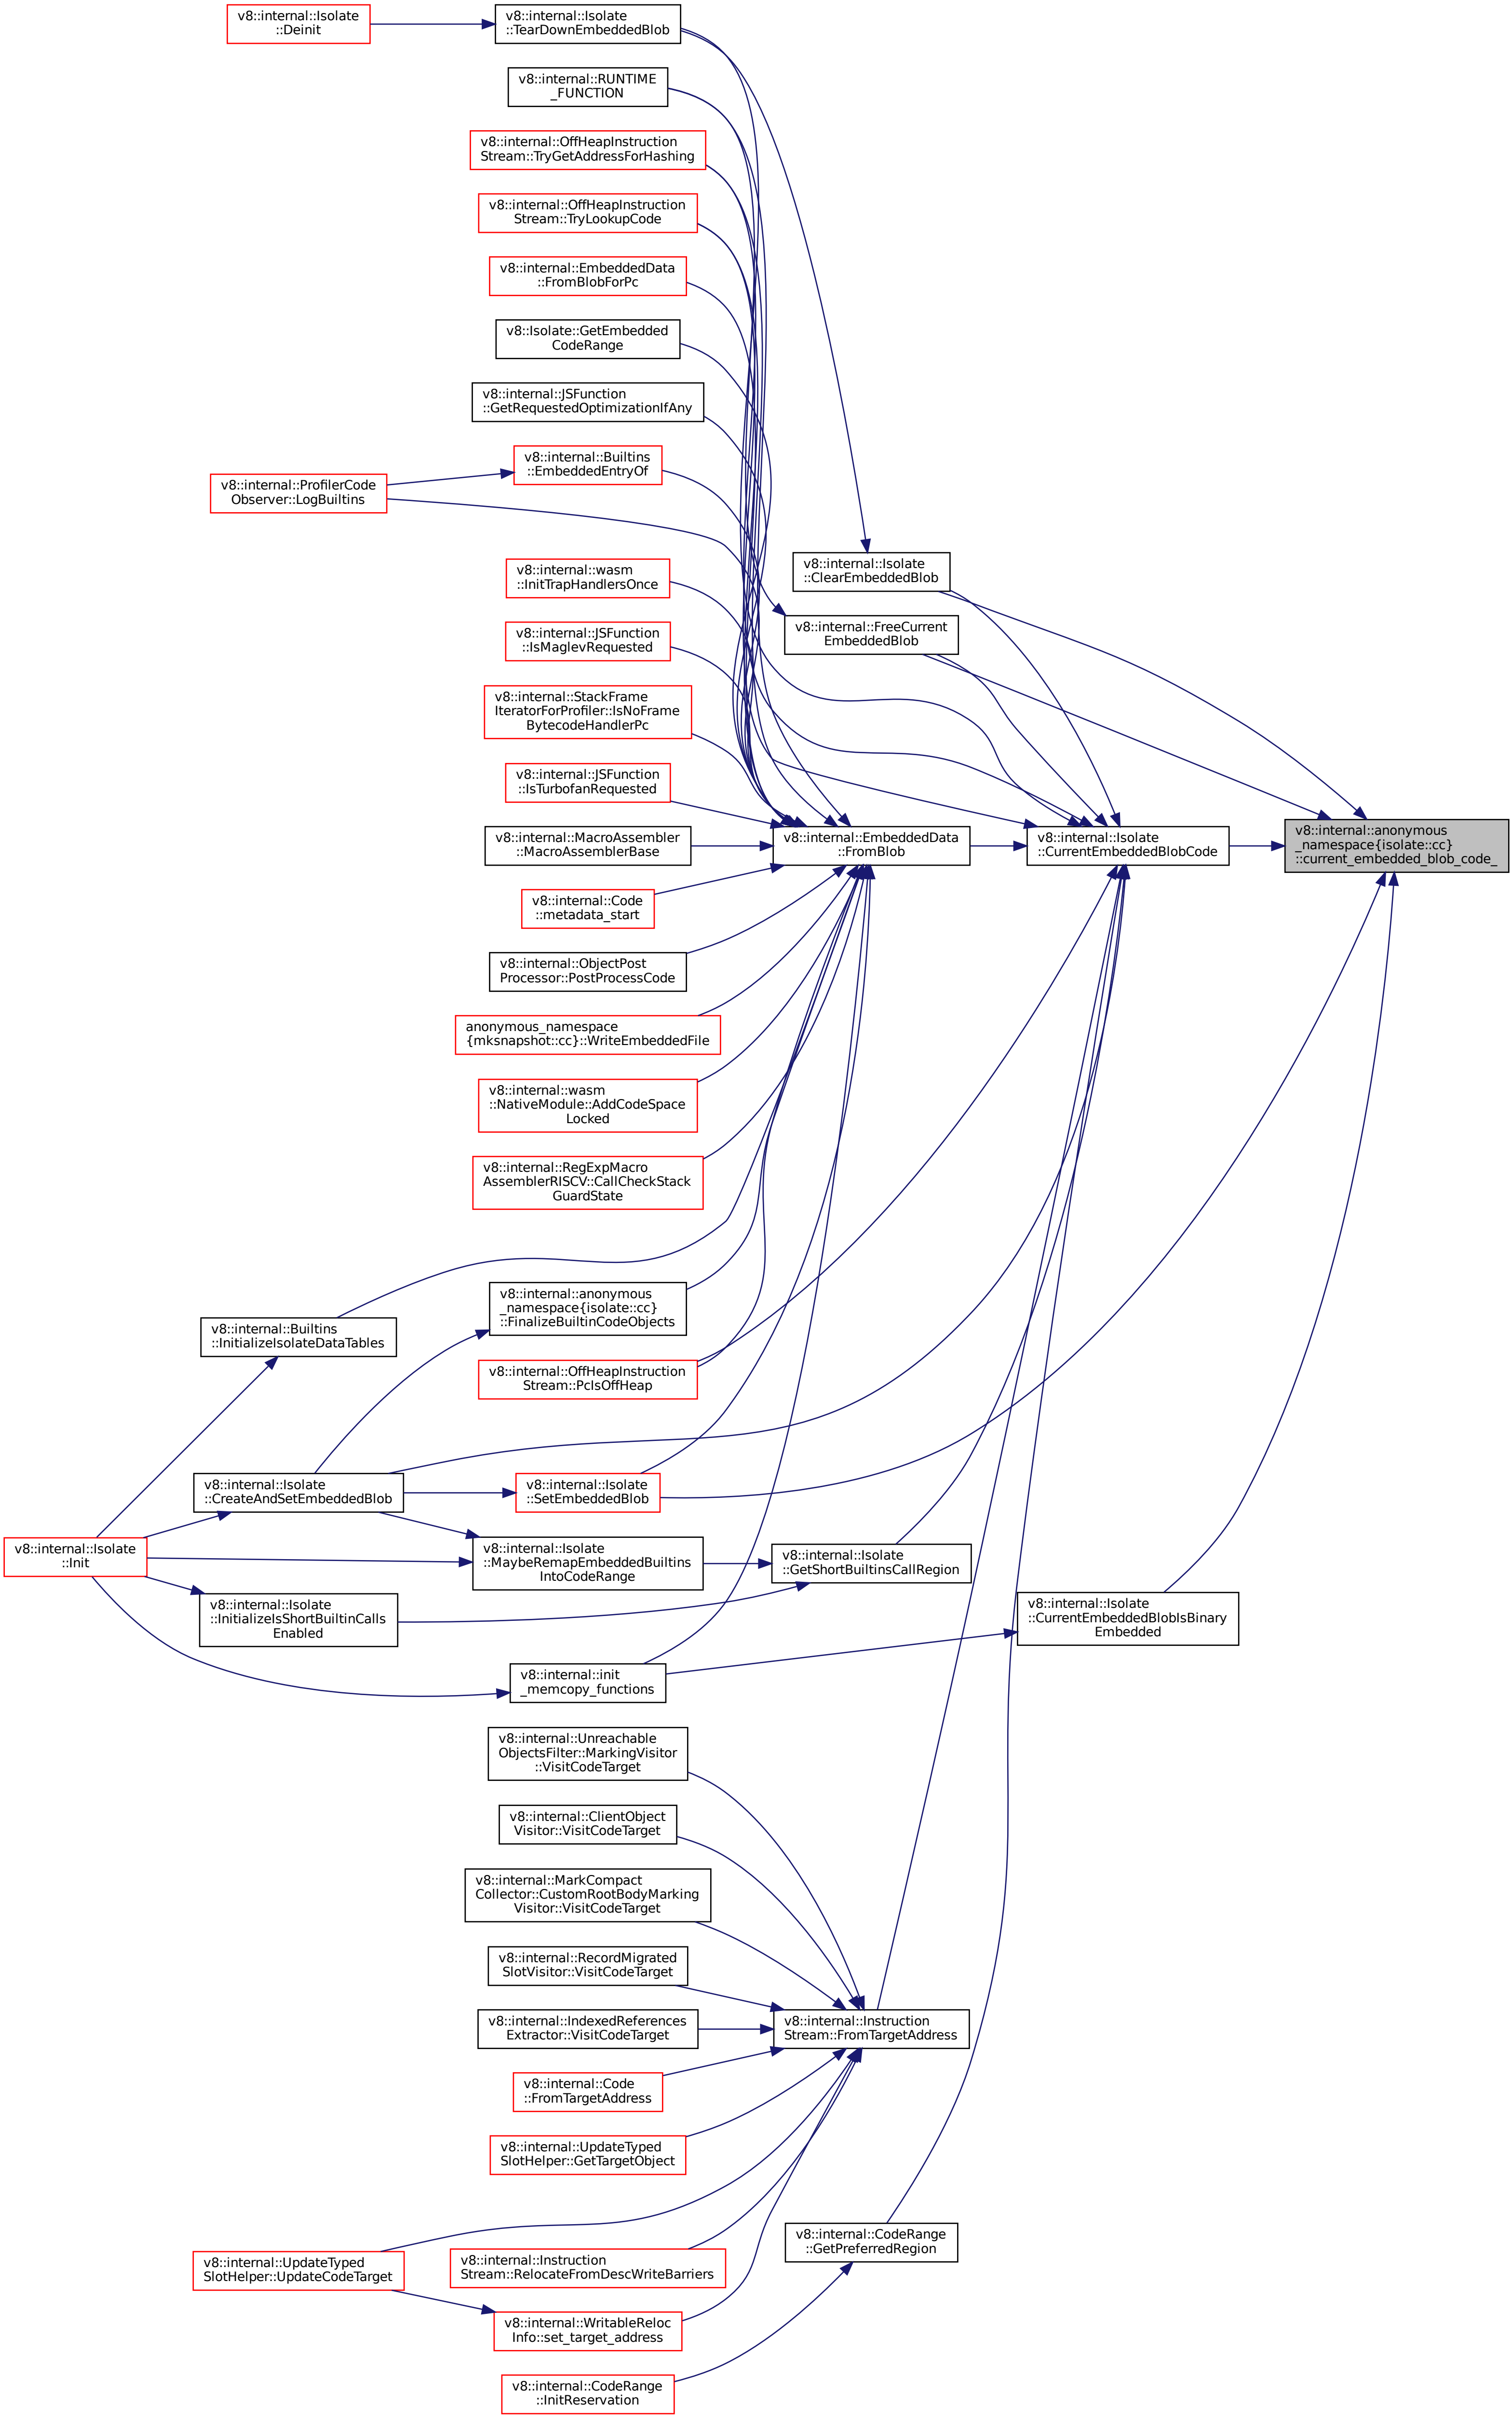 v8::internal::Isolate
::Deinit
v8::internal::Isolate
::TearDownEmbeddedBlob
v8::internal::RUNTIME
_FUNCTION
v8::internal::OffHeapInstruction
Stream::TryGetAddressForHashing
v8::internal::OffHeapInstruction
Stream::TryLookupCode
v8::internal::EmbeddedData
::FromBlobForPc
v8::Isolate::GetEmbedded
CodeRange
v8::internal::JSFunction
::GetRequestedOptimizationIfAny
v8::internal::Builtins
::EmbeddedEntryOf
v8::internal::ProfilerCode
Observer::LogBuiltins
v8::internal::wasm
::InitTrapHandlersOnce
v8::internal::Isolate
::ClearEmbeddedBlob
v8::internal::FreeCurrent
EmbeddedBlob
v8::internal::JSFunction
::IsMaglevRequested
v8::internal::StackFrame
IteratorForProfiler::IsNoFrame
BytecodeHandlerPc
v8::internal::JSFunction
::IsTurbofanRequested
v8::internal::MacroAssembler
::MacroAssemblerBase
v8::internal::EmbeddedData
::FromBlob
v8::internal::Isolate
::CurrentEmbeddedBlobCode
v8::internal::anonymous
_namespace{isolate::cc}
::current_embedded_blob_code_
v8::internal::Code
::metadata_start
v8::internal::ObjectPost
Processor::PostProcessCode
anonymous_namespace
{mksnapshot::cc}::WriteEmbeddedFile
v8::internal::wasm
::NativeModule::AddCodeSpace
Locked
v8::internal::RegExpMacro
AssemblerRISCV::CallCheckStack
GuardState
v8::internal::anonymous
_namespace{isolate::cc}
::FinalizeBuiltinCodeObjects
v8::internal::Builtins
::InitializeIsolateDataTables
v8::internal::OffHeapInstruction
Stream::PcIsOffHeap
v8::internal::Isolate
::CreateAndSetEmbeddedBlob
v8::internal::Isolate
::SetEmbeddedBlob
v8::internal::Isolate
::Init
v8::internal::Isolate
::MaybeRemapEmbeddedBuiltins
IntoCodeRange
v8::internal::Isolate
::GetShortBuiltinsCallRegion
v8::internal::Isolate
::InitializeIsShortBuiltinCalls
Enabled
v8::internal::Isolate
::CurrentEmbeddedBlobIsBinary
Embedded
v8::internal::init
_memcopy_functions
v8::internal::Unreachable
ObjectsFilter::MarkingVisitor
::VisitCodeTarget
v8::internal::ClientObject
Visitor::VisitCodeTarget
v8::internal::MarkCompact
Collector::CustomRootBodyMarking
Visitor::VisitCodeTarget
v8::internal::RecordMigrated
SlotVisitor::VisitCodeTarget
v8::internal::IndexedReferences
Extractor::VisitCodeTarget
v8::internal::Instruction
Stream::FromTargetAddress
v8::internal::Code
::FromTargetAddress
v8::internal::UpdateTyped
SlotHelper::GetTargetObject
v8::internal::UpdateTyped
SlotHelper::UpdateCodeTarget
v8::internal::Instruction
Stream::RelocateFromDescWriteBarriers
v8::internal::CodeRange
::GetPreferredRegion
v8::internal::WritableReloc
Info::set_target_address
v8::internal::CodeRange
::InitReservation